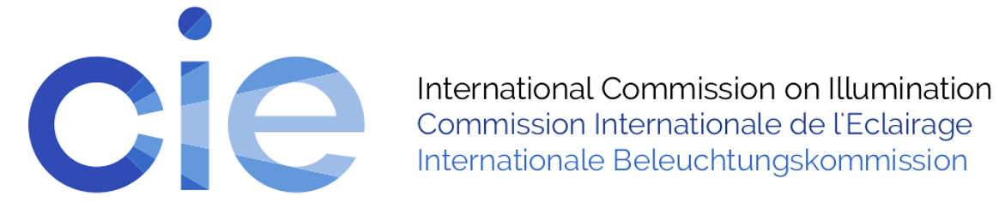 cie
International Commission on Illumination
Commission Internationale de l'Eclairage
Internationale Beleuchtungskommission